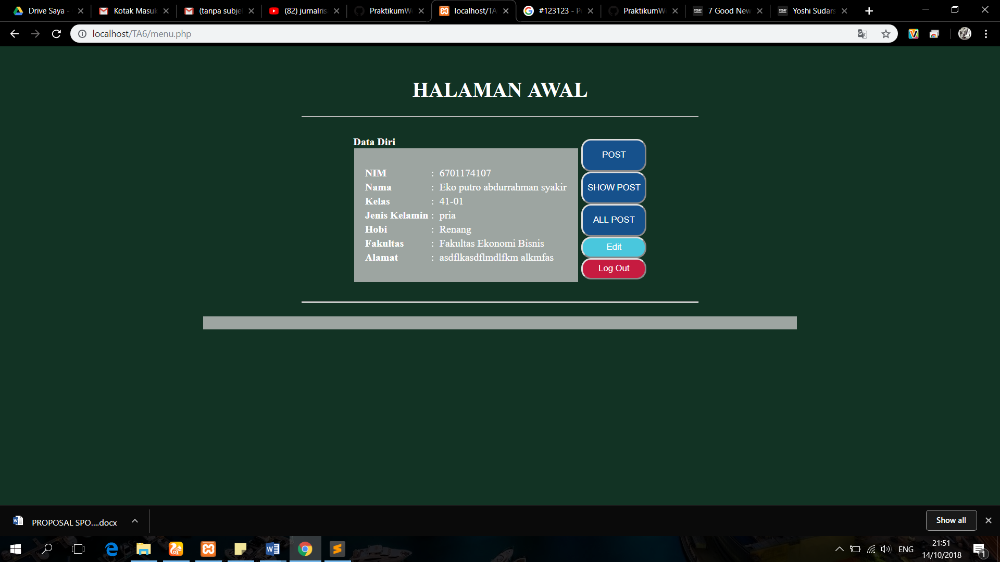 Drive Saya -
Kotak Masuk
(tanpa subje
(82) jurnalris
PraktikumW
localhost/TA
#123123 - P
PraktikumW
7 Good New
Yoshi Sudars
localhost/TA6/menu.php
HALAMAN AWAL
Data Diri
NIM : 6701174107
Nama : Eko putro abdurrahman syakir
Kelas : 41-01
Jenis Kelamin : pria
Hobi : Renang
Fakultas : Fakultas Ekonomi Bisnis
Alamat : asdflkasdflmdlfkm alkmfas
POST
SHOW POST
ALL POST
Edit
Log Out
PROPOSAL SPO....docx
Show all
ENG
21:51
14/10/2018
1